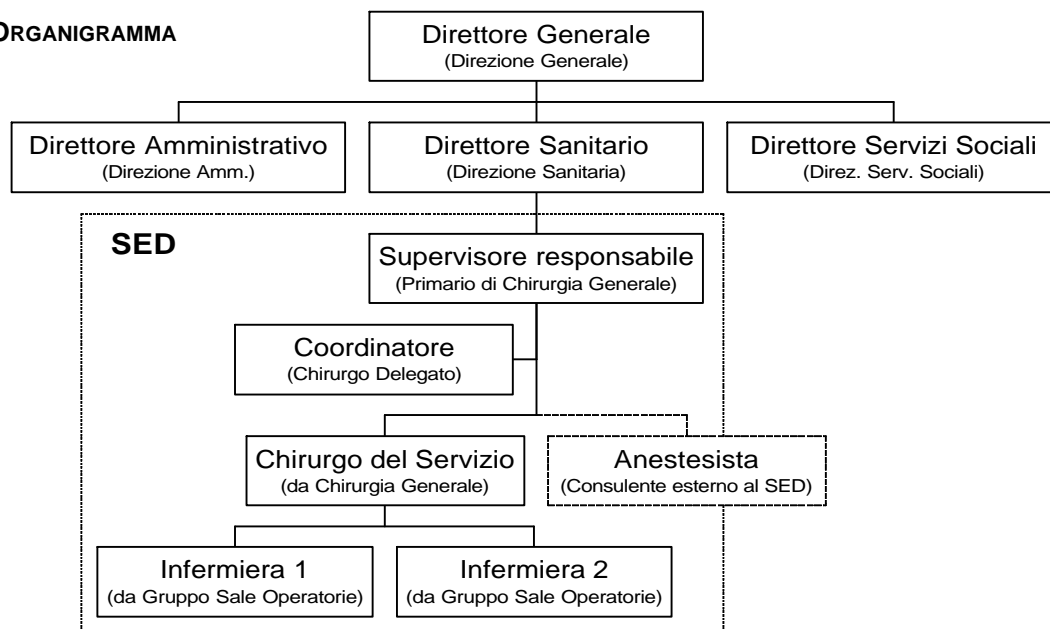 ORGANIGRAMMA
Direttore Generale
(Direzione Generale)
Direttore Amministrativo
(Direzione Amm.)
Direttore Sanitario
(Direzione Sanitaria)
Direttore Servizi Sociali
(Direz. Serv. Sociali)
SED
Supervisore responsabile
(Primario di Chirurgia Generale)
Coordinatore
(Chirurgo Delegato)
Chirurgo del Servizio
(da Chirurgia Generale)
Anestesista
(Consulente esterno al SED)
Infermiera 1
(da Gruppo Sale Operatorie)
Infermiera 2
(da Gruppo Sale Operatorie)